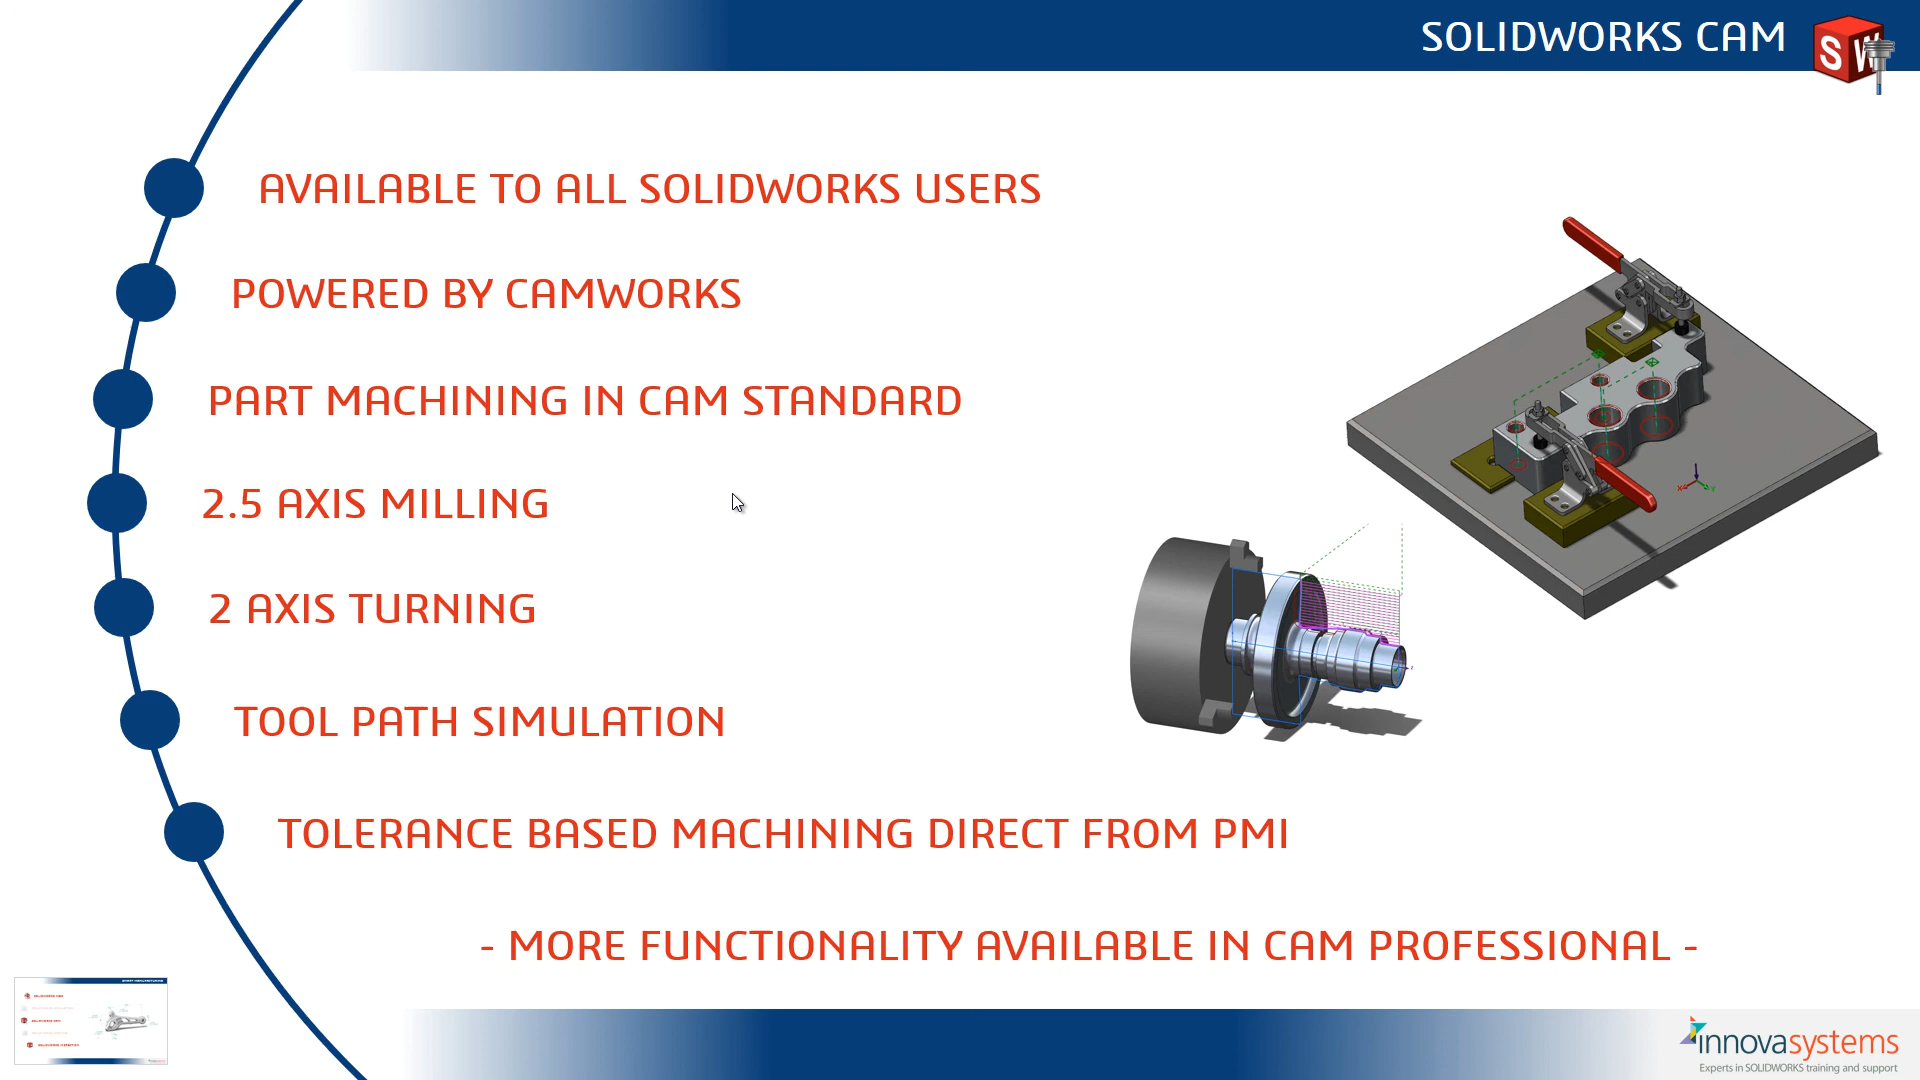 SOLIDWORKS CAM
SW
AVAILABLE TO ALL SOLIDWORKS USERS
POWERED BY CAMWORKS
PART MACHINING IN CAM STANDARD
2.5 AXIS MILLING
2 AXIS TURNING
TOOL PATH SIMULATION
TOLERANCE BASED MACHINING DIRECT FROM PMI
- MORE FUNCTIONALITY AVAILABLE IN CAM PROFESSIONAL -
innovasystems
Experts in SOLIDWORKS training and support